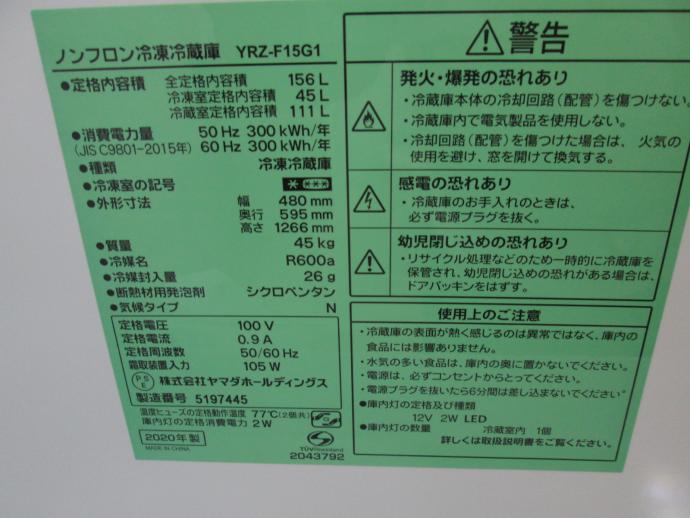 ノンフロン冷凍冷蔵庫 YRZ-F15G1
●定格内容積 全定格内容積 156 L
冷凍室定格内容積 45 L
冷蔵室定格内容積 111 L
●消費電力量 50 Hz 300 kWh/年
(JIS C9801-2015年) 60 Hz 300 kWh/年
●種類 冷凍冷蔵庫
●冷凍室の記号
●外形寸法 幅 480 mm
奥行 595 mm
高さ 1266 mm
●質量 45 kg
●冷媒名 R600a
●冷媒封入量 26 g
●断熱材用発泡剤 シクロペンタン
●気候タイプ N
定格電圧 100 V
定格電流 0.9 A
定格周波数 50/60 Hz
霜取装置入力 105 W
PSE 株式会社ヤマダホールディングス
製造番号 5197445
温度ヒューズの定格動作温度 77℃(2個共)
庫内灯の定格消費電力 2W
2020年製
MADE IN CHINA
TÜVRheinland
2043792
警告
発火・爆発の恐れあり
・冷蔵庫本体の冷却回路(配管)を傷つけない。
・冷蔵庫内で電気製品を使用しない。
・冷却回路(配管)を傷つけた場合は、火気の
使用を避け、窓を開けて換気する。
感電の恐れあり
・冷蔵庫のお手入れのときは、
必ず電源プラグを抜く。
幼児閉じ込めの恐れあり
・リサイクル処理などのため一時的に冷蔵庫を
保管され、幼児閉じ込めの恐れがある場合は、
ドアパッキンをはずす。
使用上のご注意
・冷蔵庫の表面が熱く感じるのは異常ではなく、庫内の
食品には影響ありません。
・水気の多い食品は、庫内の奥に置かないでください。
・電源は、必ずコンセントからとってください。
・電源プラグを抜いたら6分間は差し込まないでください。
●庫内灯の定格及び種類
12V 2W LED
●庫内灯の数量 冷蔵室内 1個
詳しくは取扱説明書をご覧ください。